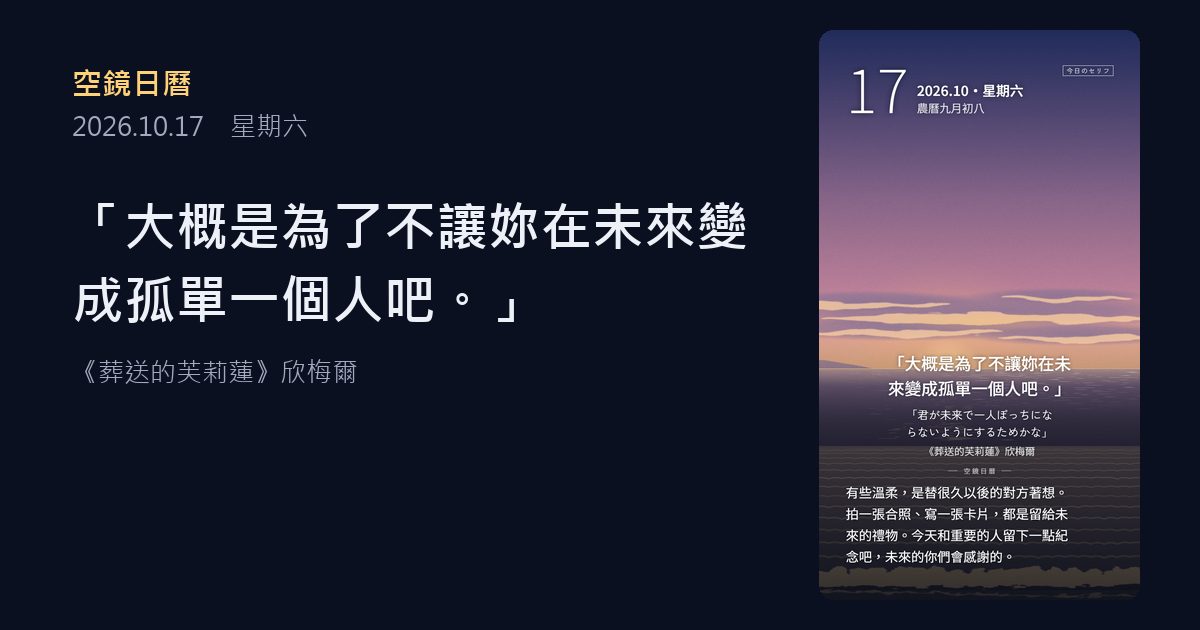 空鏡日曆
2026.10.17 星期六
「大概是為了不讓妳在未來變
成孤單一個人吧。」
《葬送的芙莉蓮》欣梅爾
17
2026.10・星期六
農曆九月初八
今日のセリフ
「大概是為了不讓妳在未
來變成孤單一個人吧。」
「君が未来で一人ぼっちにな
らないようにするためかな」
《葬送的芙莉蓮》欣梅爾
— 空鏡日曆 —
有些溫柔，是替很久以後的對方著想。
拍一張合照、寫一張卡片，都是留給未
來的禮物。今天和重要的人留下一點紀
念吧，未來的你們會感謝的。